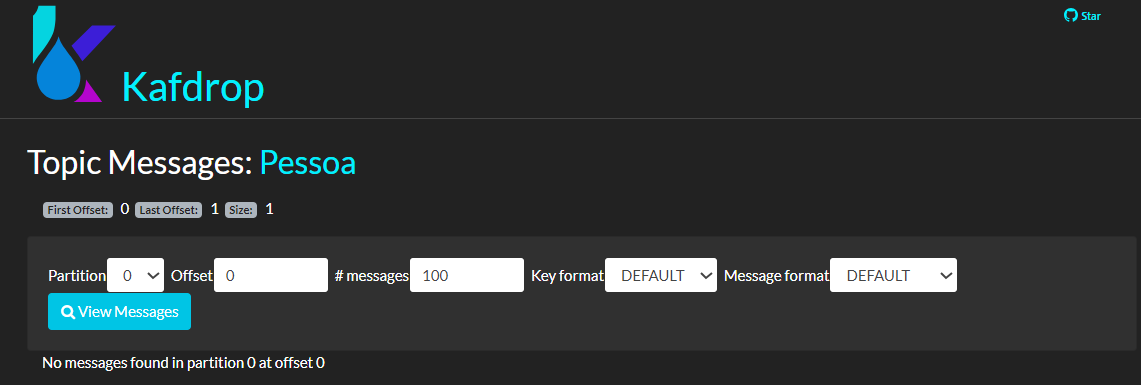 Star
Kafdrop
Topic Messages: Pessoa
First Offset: 0 Last Offset: 1 Size: 1
Partition 0 Offset 0 # messages 100 Key format DEFAULT Message format DEFAULT
View Messages
No messages found in partition 0 at offset 0